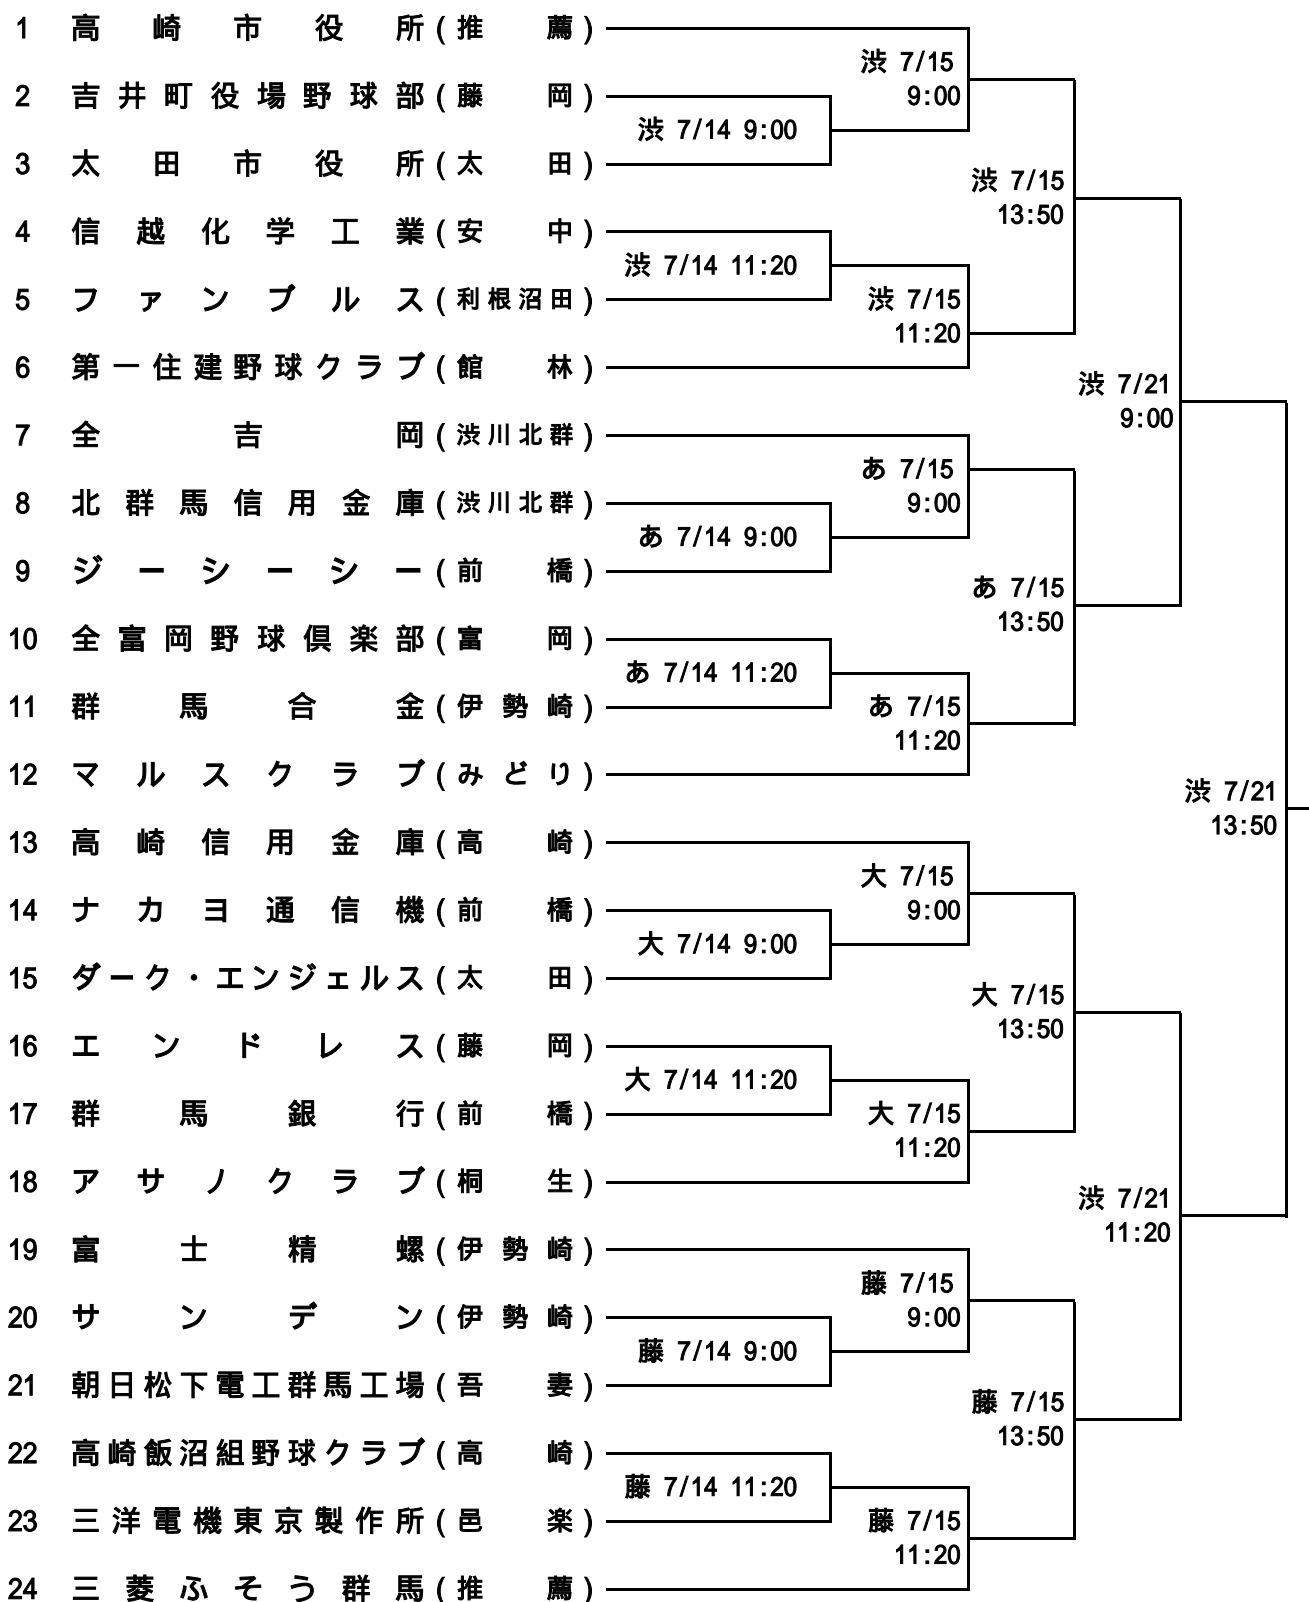 1 高崎市役所(推薦)
渋 7/15
9:00
2 吉井町役場野球部(藤岡)
渋 7/14 9:00
3 太田市役所(太田)
渋 7/15
13:50
4 信越化学工業(安中)
渋 7/14 11:20
5 ファンブルス(利根沼田)
渋 7/15
11:20
6 第一住建野球クラブ(館林)
渋 7/21
9:00
7 全吉岡(渋川北群)
あ 7/15
9:00
8 北群馬信用金庫(渋川北群)
あ 7/14 9:00
9 ジーシーシー(前橋)
あ 7/15
13:50
10 全富岡野球倶楽部(富岡)
あ 7/14 11:20
11 群馬合金(伊勢崎)
あ 7/15
11:20
12 マルスクラブ(みどり)
渋 7/21
13:50
13 高崎信用金庫(高崎)
大 7/15
9:00
14 ナカヨ通信機(前橋)
大 7/14 9:00
15 ダーク・エンジェルス(太田)
大 7/15
13:50
16 エンドレス(藤岡)
大 7/14 11:20
17 群馬銀行(前橋)
大 7/15
11:20
18 アサノクラブ(桐生)
渋 7/21
11:20
19 富士精螺(伊勢崎)
藤 7/15
9:00
20 サンデン(伊勢崎)
藤 7/14 9:00
21 朝日松下電工群馬工場(吾妻)
藤 7/15
13:50
22 高崎飯沼組野球クラブ(高崎)
藤 7/14 11:20
23 三洋電機東京製作所(邑楽)
藤 7/15
11:20
24 三菱ふそう群馬(推薦)